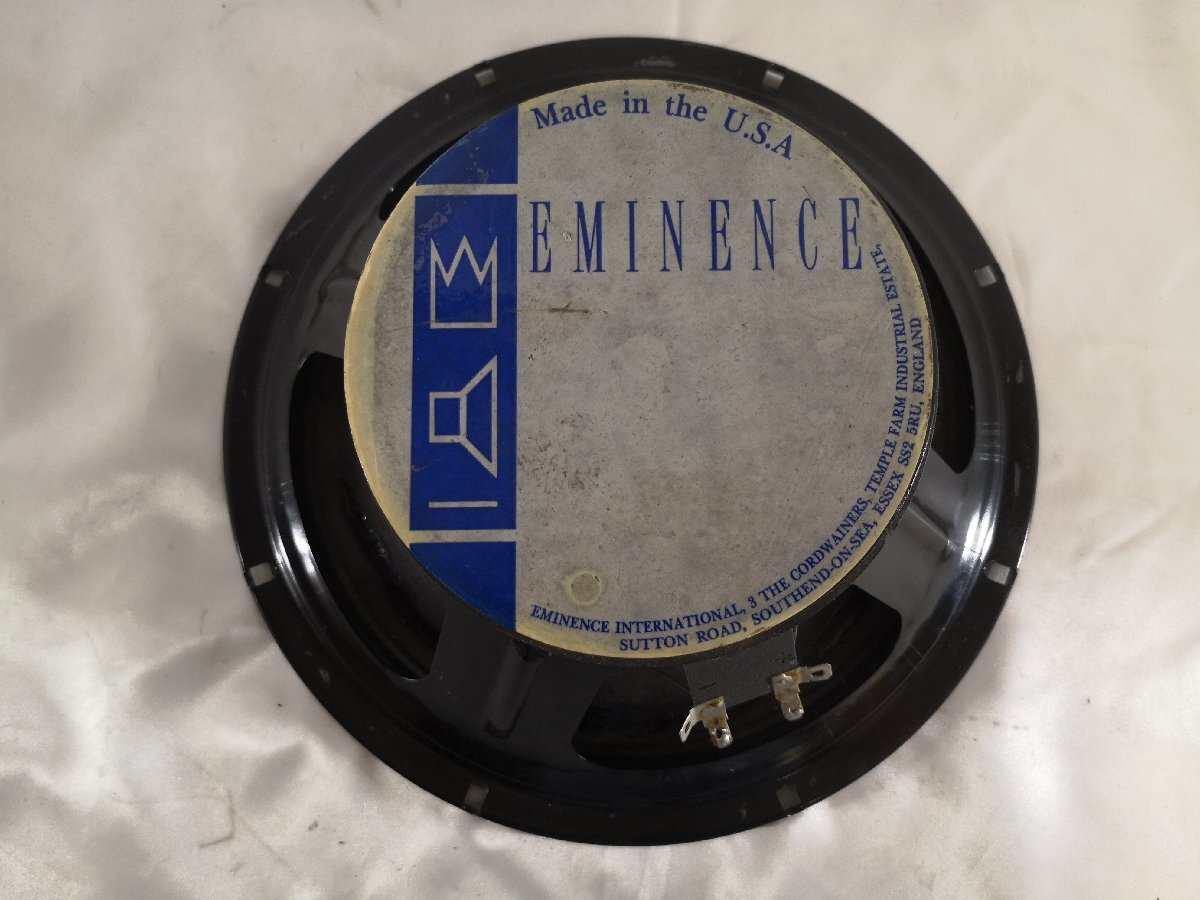 Made in the U.S.A
EMINENCE
EMINENCE INTERNATIONAL, 3 THE CORDWAINERS, TEMPLE FARM INDUSTRIAL ESTATE,
SUTTON ROAD, SOUTHEND-ON-SEA, ESSEX SS2 5RU, ENGLAND